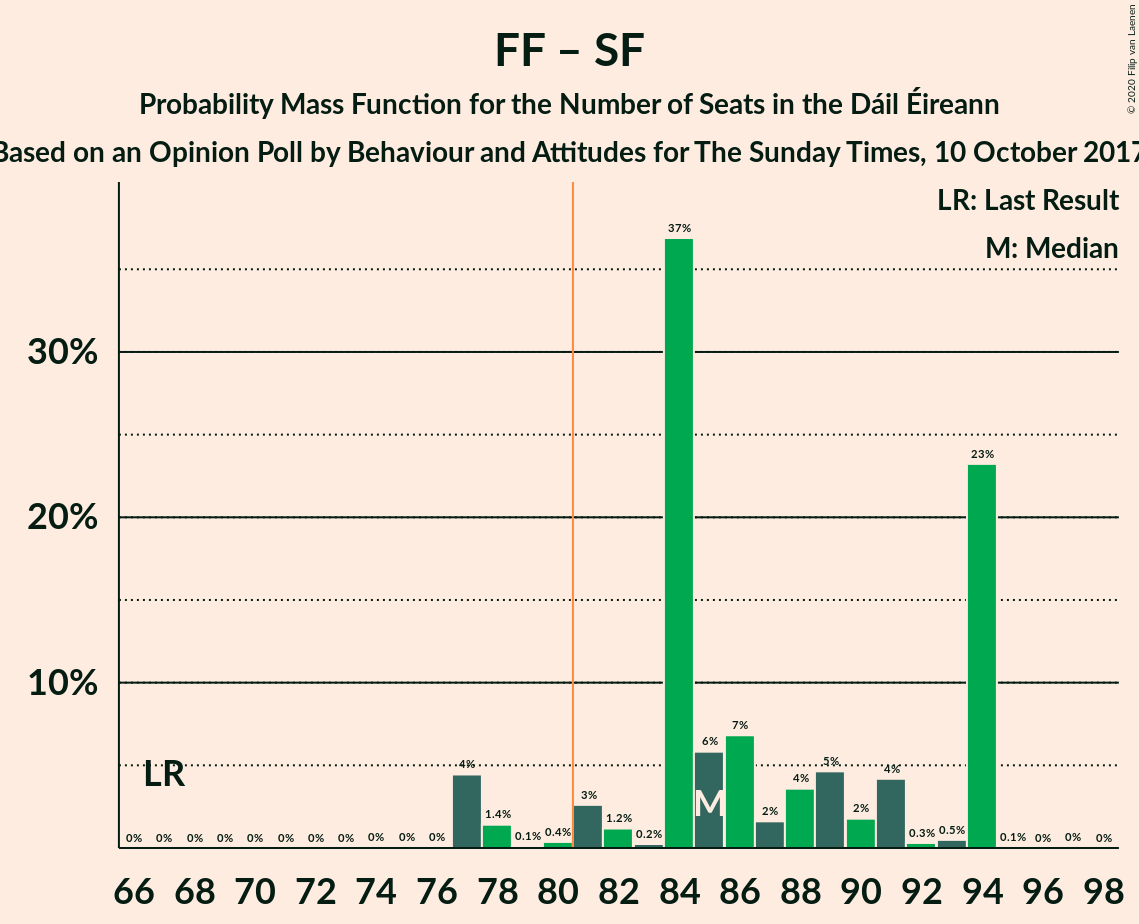 FF – SF
Probability Mass Function for the Number of Seats in the Dáil Éireann
Based on an Opinion Poll by Behaviour and Attitudes for The Sunday Times, 10 October 2017
© 2020 Filip van Laenen
LR: Last Result
M: Median
37%
30%
23%
20%
10%
7%
6%
LR
4%
5%
4%
4%
3%
M
1.4%
0.1%
0.4%
1.2%
0.2%
2%
2%
0.3%
0.5%
0% 0% 0% 0% 0% 0% 0% 0% 0% 0% 0%
0.1% 0% 0% 0%
66 68 70 72 74 76 78 80 82 84 86 88 90 92 94 96 98